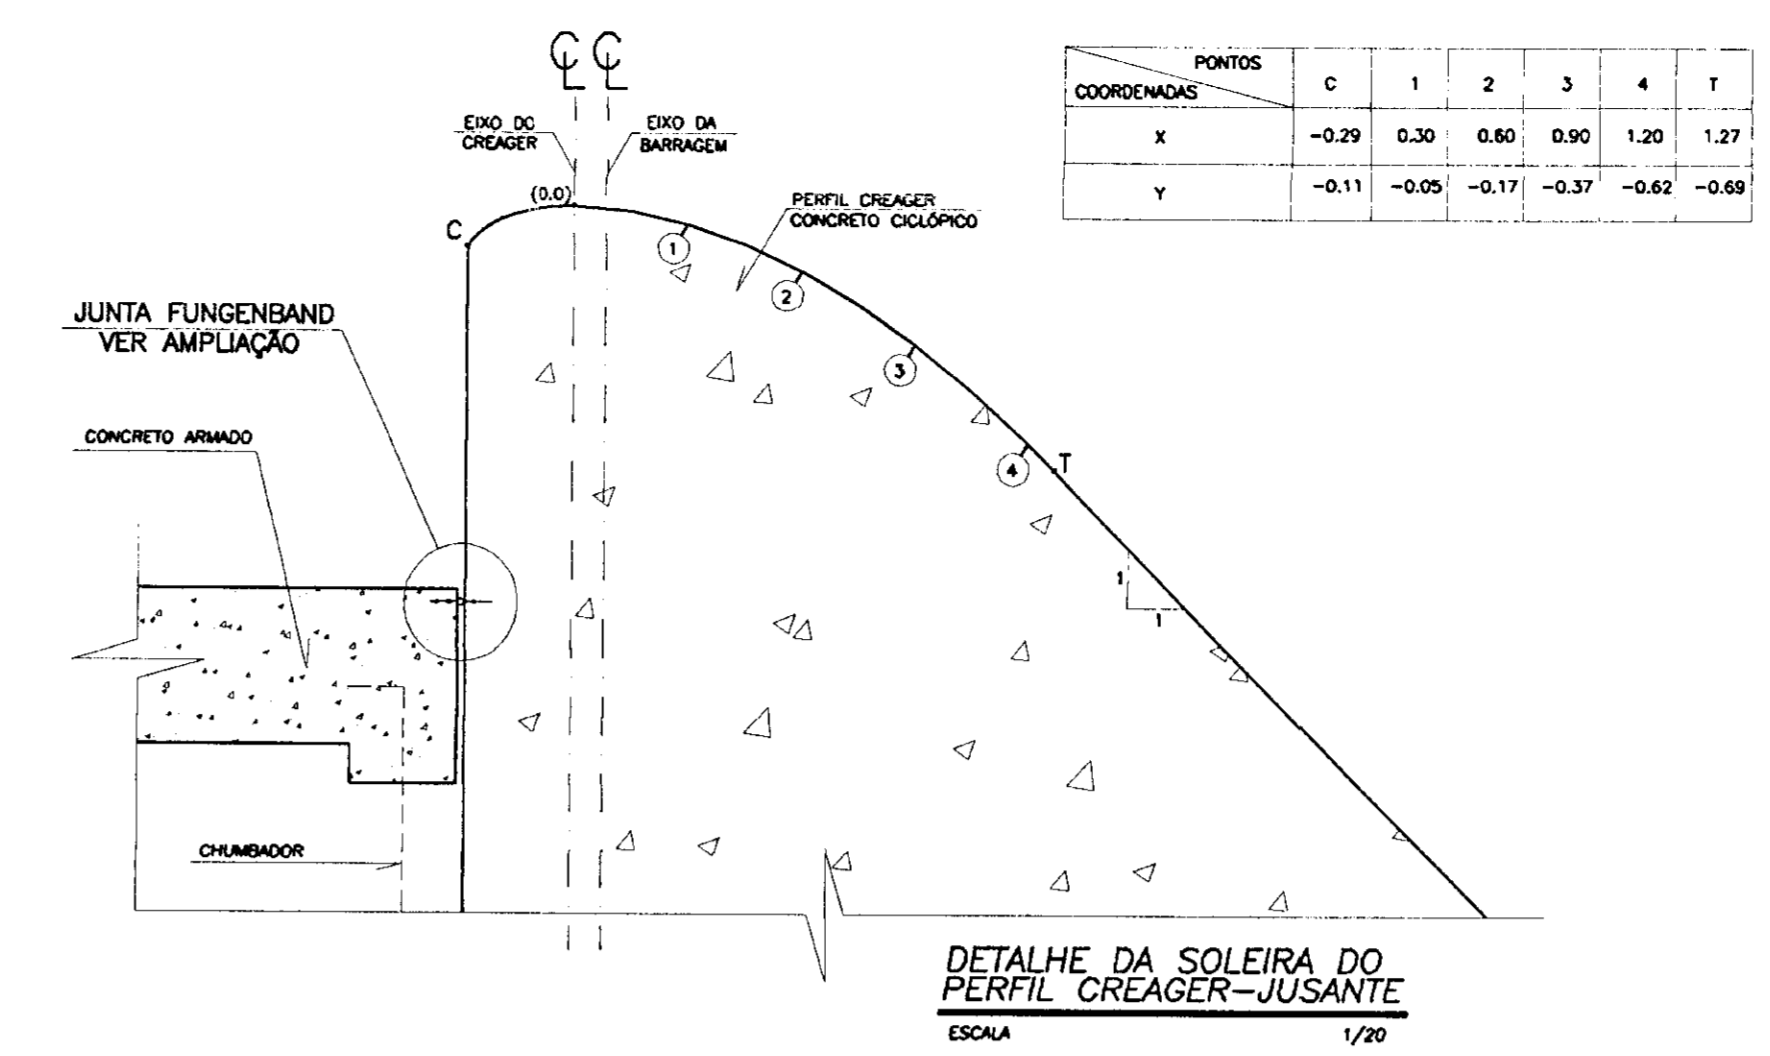 ℄ ℄
EIXO DO
CREAGER
EIXO DA
BARRAGEM
(0.0)
C
PERFIL CREAGER
CONCRETO CICLÓPICO
1
2
3
4
T
JUNTA FUNGENBAND
VER AMPLIAÇÃO
CONCRETO ARMADO
1
1
CHUMBADOR
PONTOS
COORDENADAS C 1 2 3 4 T
X -0.29 0.30 0.60 0.90 1.20 1.27
Y -0.11 -0.05 -0.17 -0.37 -0.62 -0.69
DETALHE DA SOLEIRA DO
PERFIL CREAGER-JUSANTE
ESCALA 1/20